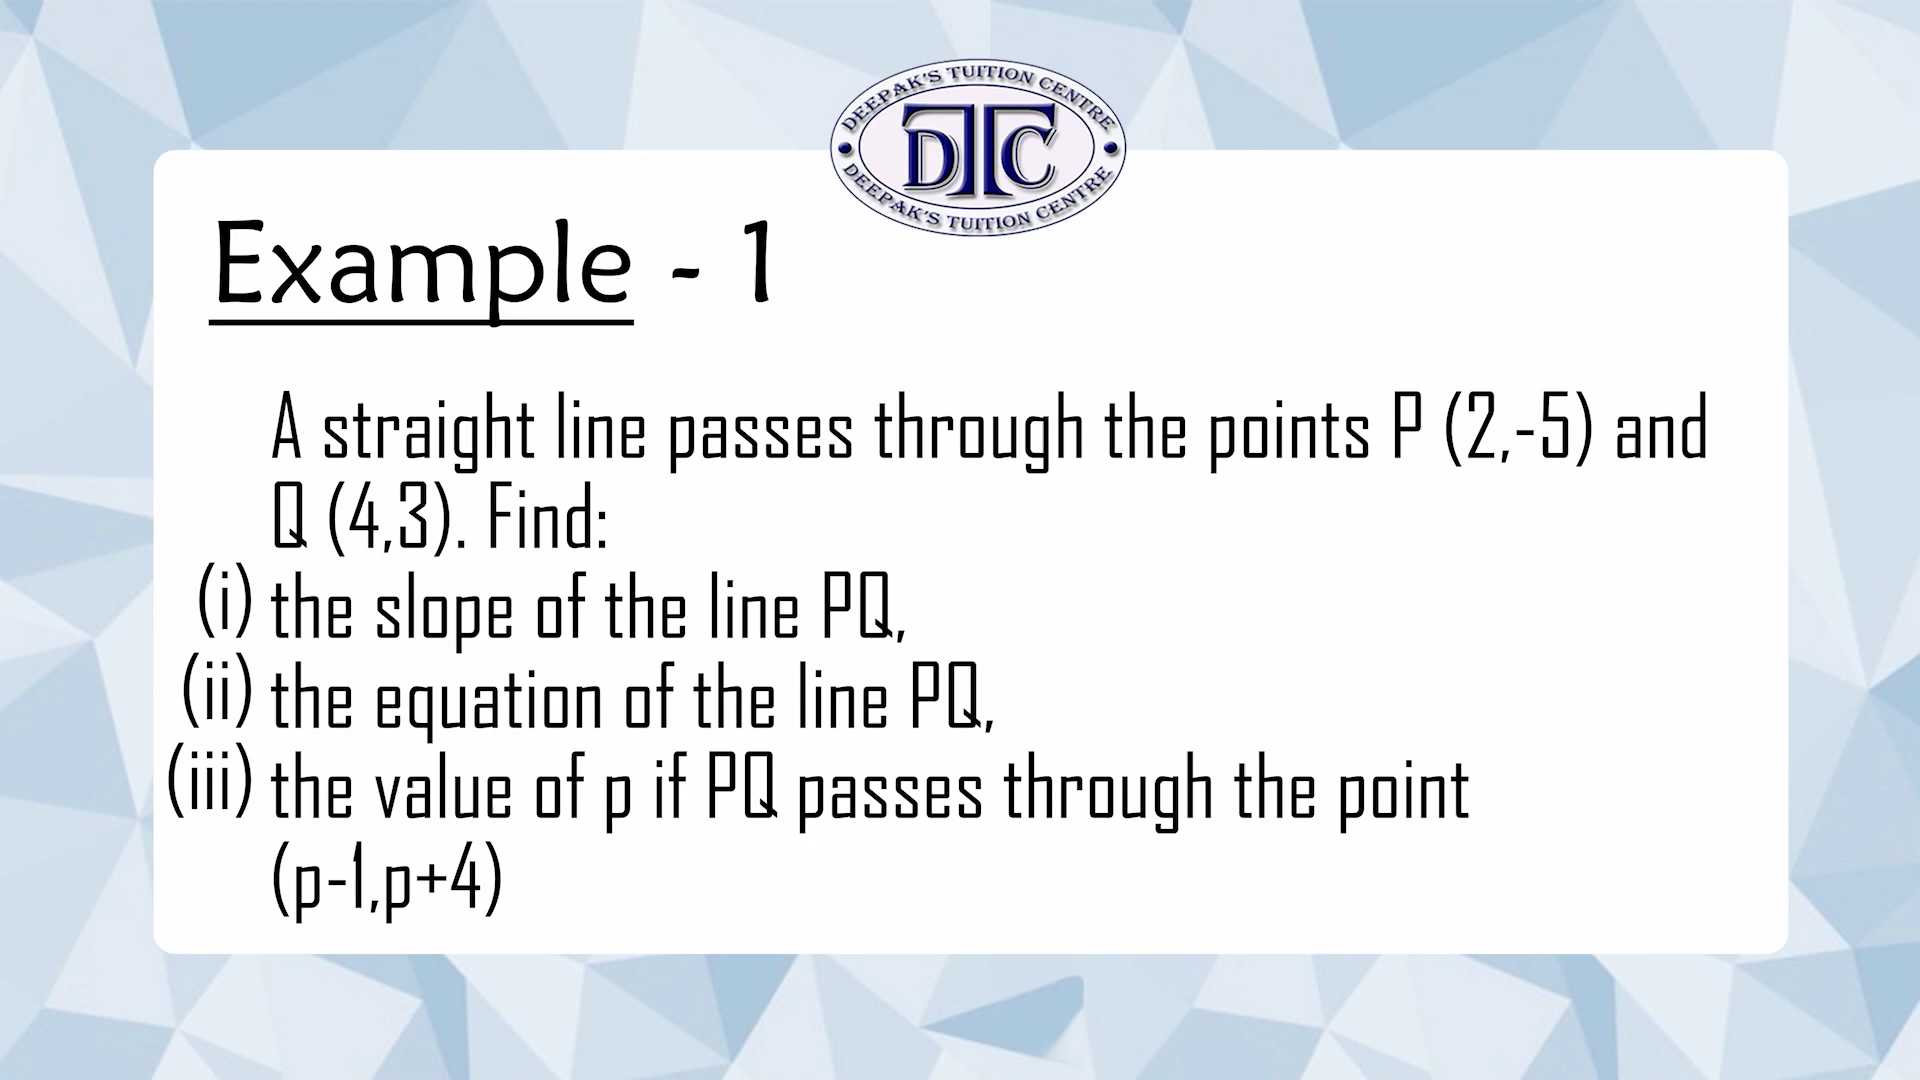 DEEPAK'S TUITION CENTRE
DTC
DEEPAK'S TUITION CENTRE
Example - 1
A straight line passes through the points P (2,-5) and
Q (4,3). Find:
(i) the slope of the line PQ,
(ii) the equation of the line PQ,
(iii) the value of p if PQ passes through the point
(p-1,p+4)